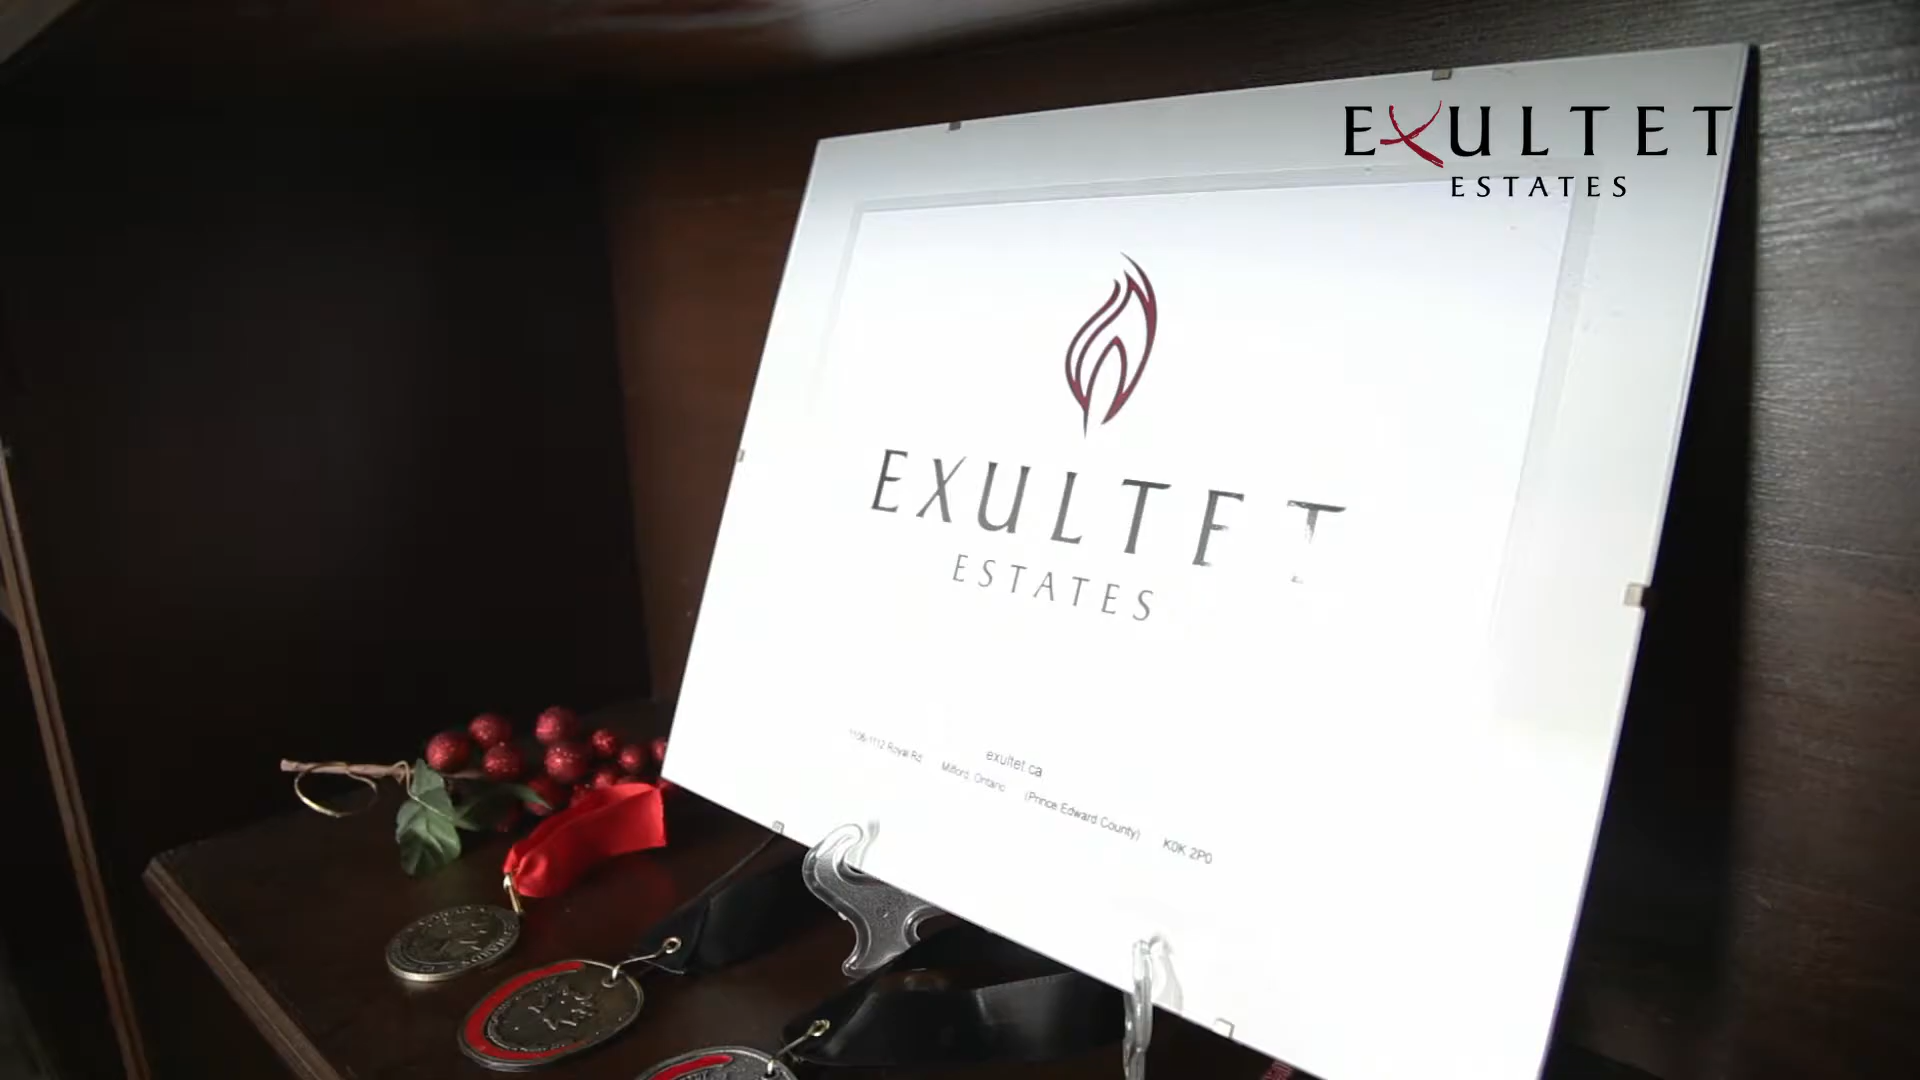 EXULTET
ESTATES
EXULTET
ESTATES
exultet.ca
1106-1112 Royal Rd Milford, Ontario (Prince Edward County) K0K 2P0